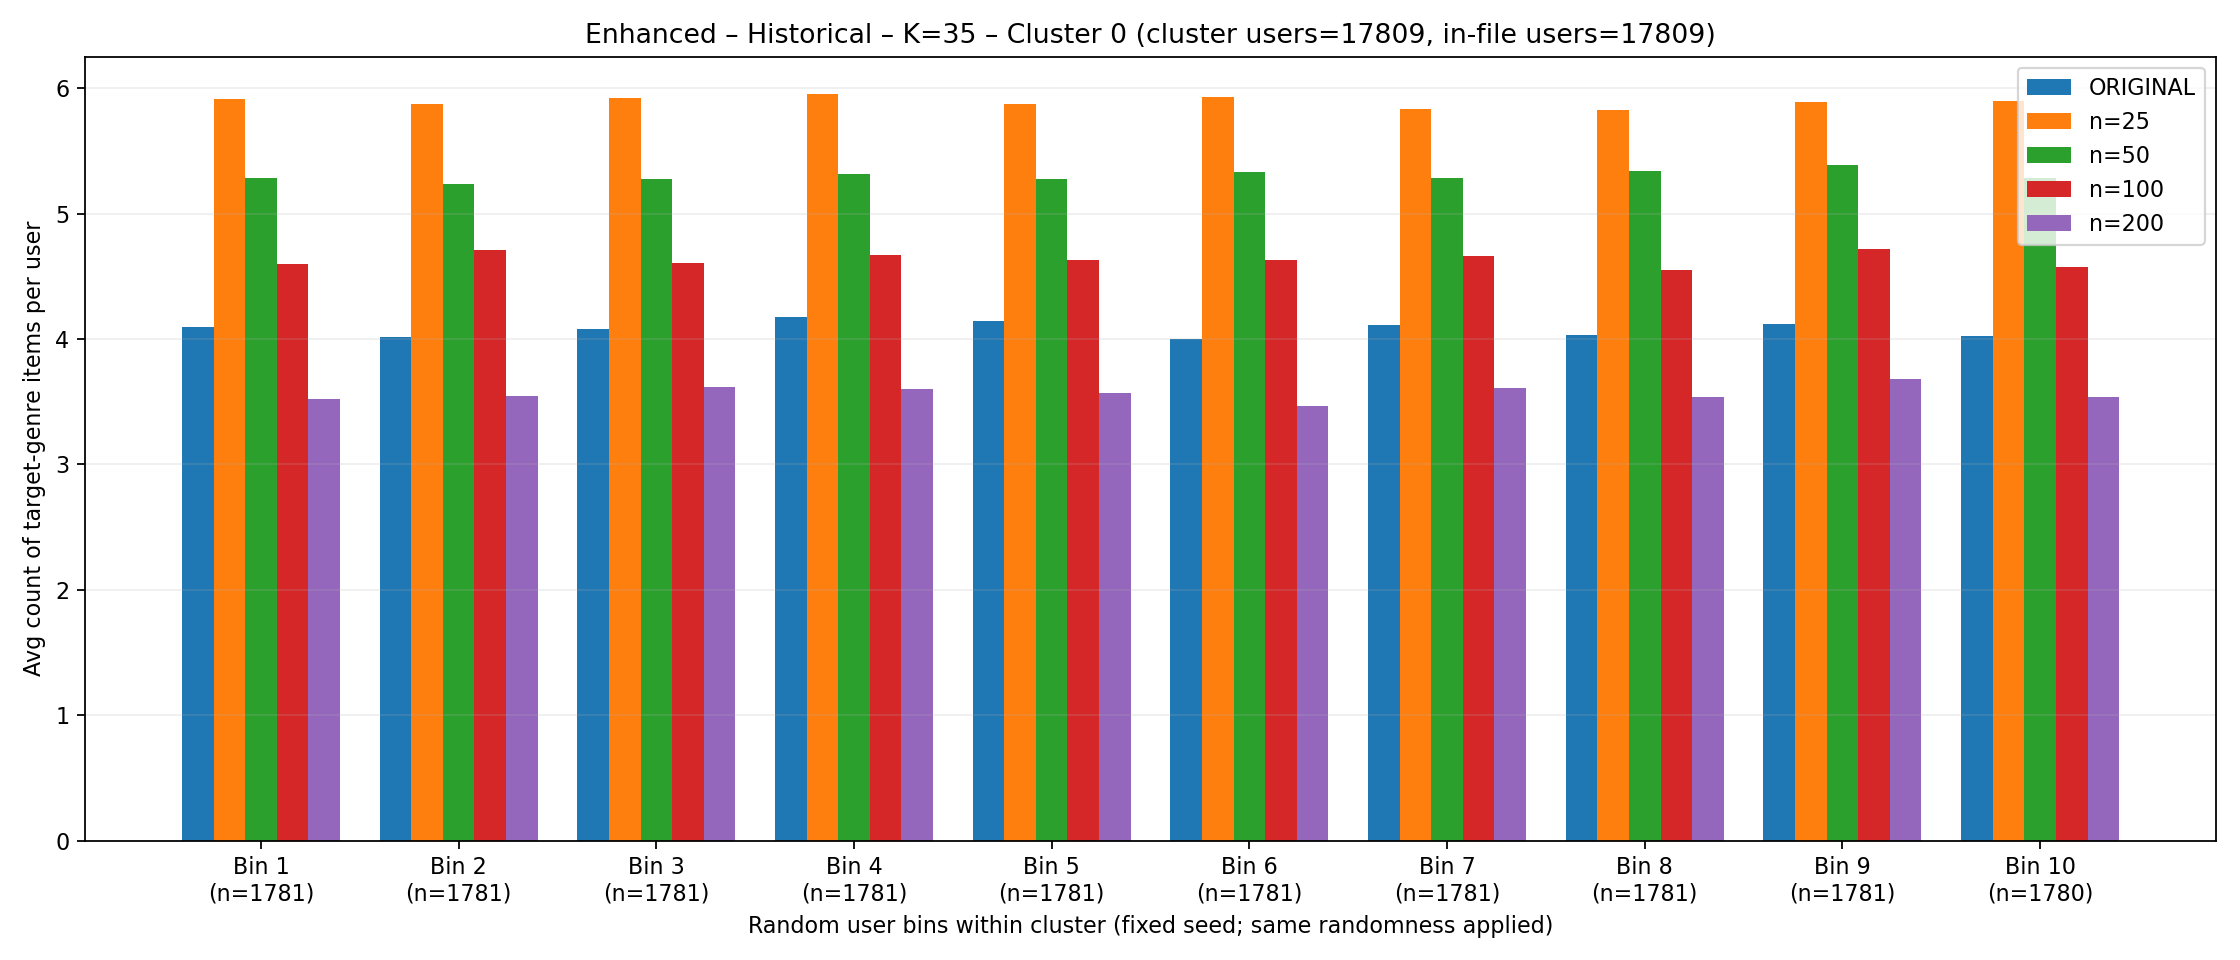 Enhanced – Historical – K=35 – Cluster 0 (cluster users=17809, in-file users=17809)
ORIGINAL
n=25
n=50
n=100
n=200
Avg count of target-genre items per user
6
5
4
3
2
1
0
Bin 1
(n=1781)
Bin 2
(n=1781)
Bin 3
(n=1781)
Bin 4
(n=1781)
Bin 5
(n=1781)
Bin 6
(n=1781)
Bin 7
(n=1781)
Bin 8
(n=1781)
Bin 9
(n=1781)
Bin 10
(n=1780)
Random user bins within cluster (fixed seed; same randomness applied)